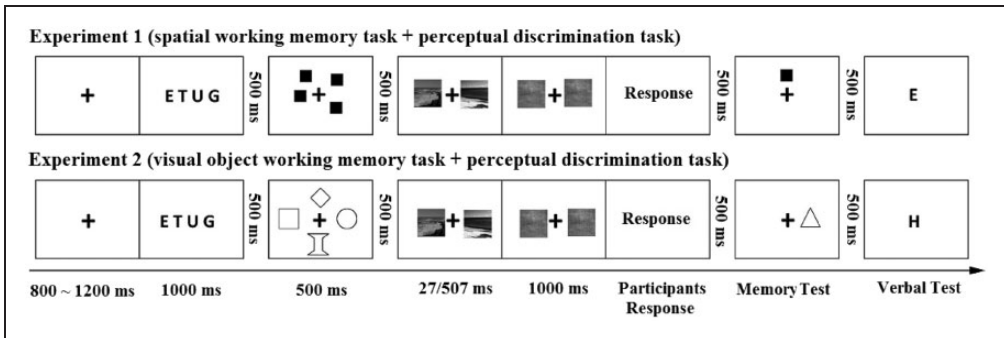 Experiment 1 (spatial working memory task + perceptual discrimination task)
E T U G
500 ms
500 ms
Response
500 ms
500 ms
E
Experiment 2 (visual object working memory task + perceptual discrimination task)
E T U G
500 ms
500 ms
Response
500 ms
500 ms
H
800 ~ 1200 ms
1000 ms
500 ms
27/507 ms
1000 ms
Participants
Response
Memory Test
Verbal Test